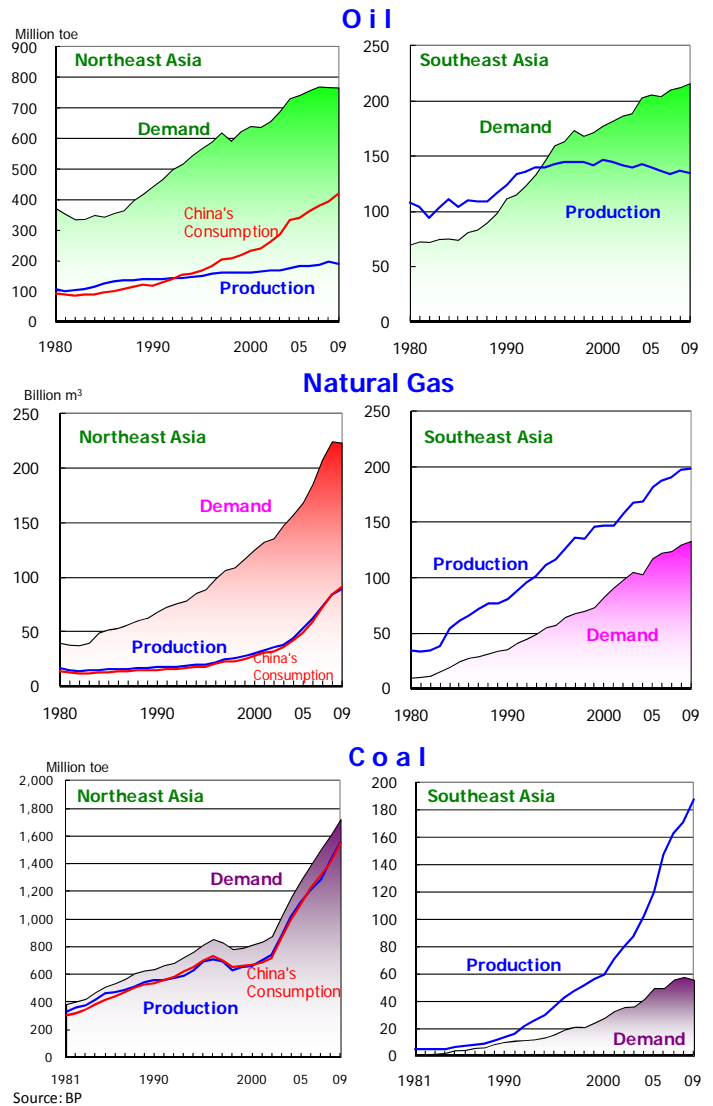 Oil
Million toe
900
800
700
600
500
400
300
200
100
0
Northeast Asia
Demand
China's
Consumption
Production
1980 1990 2000 05 09
250
200
150
100
50
0
Southeast Asia
Demand
Production
1980 1990 2000 05 09
Natural Gas
Billion m³
250
200
150
100
50
0
Northeast Asia
Demand
Production
China's
Consumption
1980 1990 2000 05 09
250
200
150
100
50
0
Southeast Asia
Production
Demand
1980 1990 2000 05 09
Coal
Million toe
2,000
1,800
1,600
1,400
1,200
1,000
800
600
400
200
0
Northeast Asia
Demand
China's
Consumption
Production
1981 1990 2000 09
200
180
160
140
120
100
80
60
40
20
0
Southeast Asia
Production
Demand
1981 1990 2000 09
Source: BP